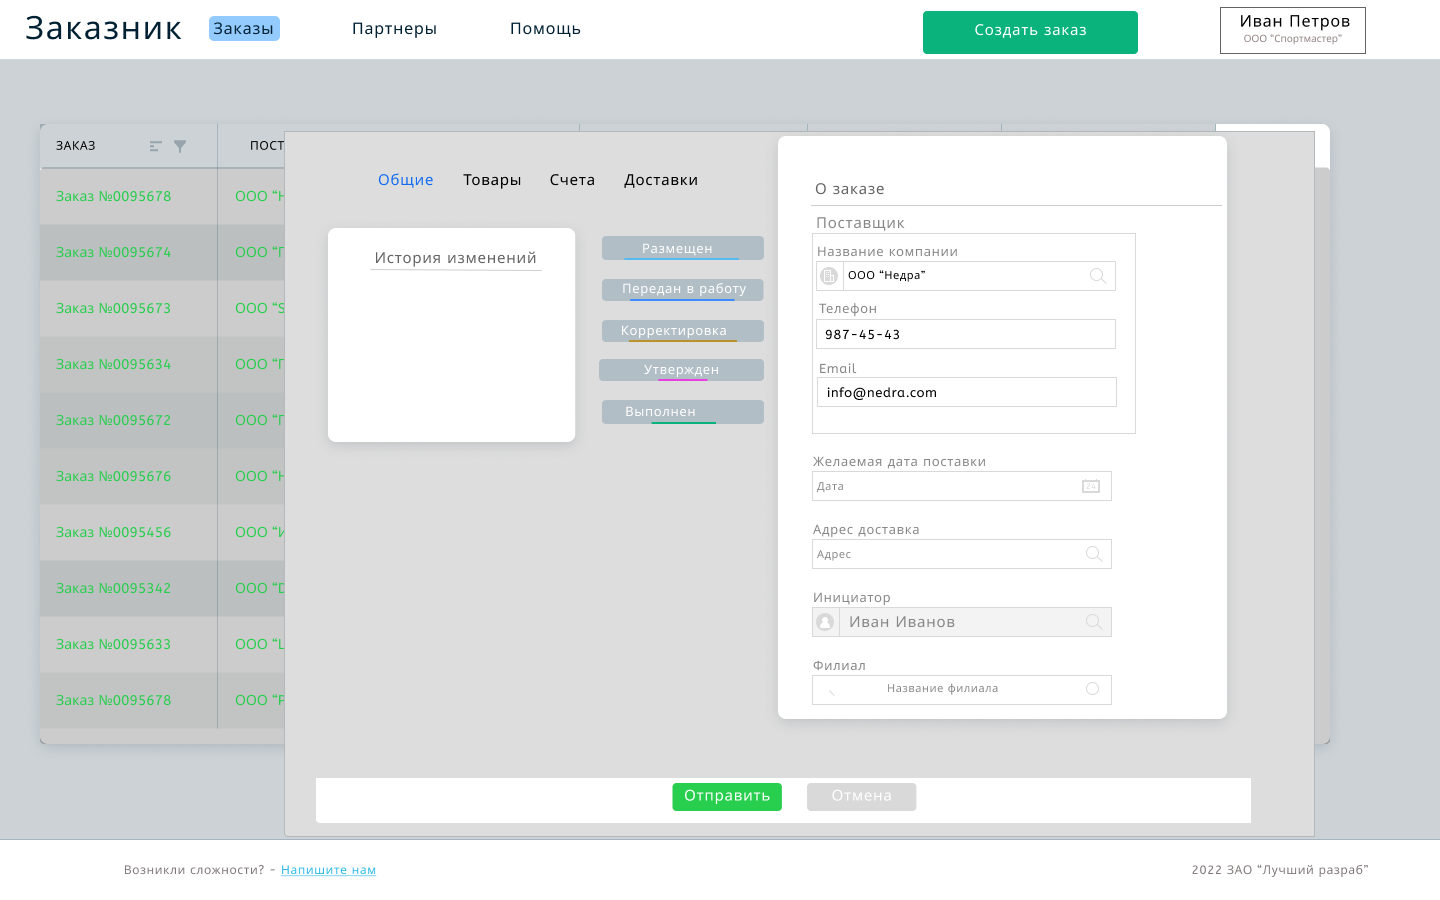 Заказник
Заказы
Партнеры
Помощь
Создать заказ
Иван Петров
ООО “Спортмастер”
ЗАКАЗ
ПОСТ
Заказ №0095678
ООО “Н
Заказ №0095674
ООО “Г
Заказ №0095673
ООО “S
Заказ №0095634
ООО “Г
Заказ №0095672
ООО “Г
Заказ №0095676
ООО “Н
Заказ №0095456
ООО “И
Заказ №0095342
ООО “D
Заказ №0095633
ООО “L
Заказ №0095678
ООО “Р
Общие
Товары
Счета
Доставки
История изменений
Размещен
Передан в работу
Корректировка
Утвержден
Выполнен
О заказе
Поставщик
Название компании
ООО “Недра”
Телефон
987-45-43
Email
info@nedra.com
Желаемая дата поставки
Дата
24
Адрес доставка
Адрес
Инициатор
Иван Иванов
Филиал
Название филиала
Отправить
Отмена
Возникли сложности? - Напишите нам
2022 ЗАО “Лучший разраб”